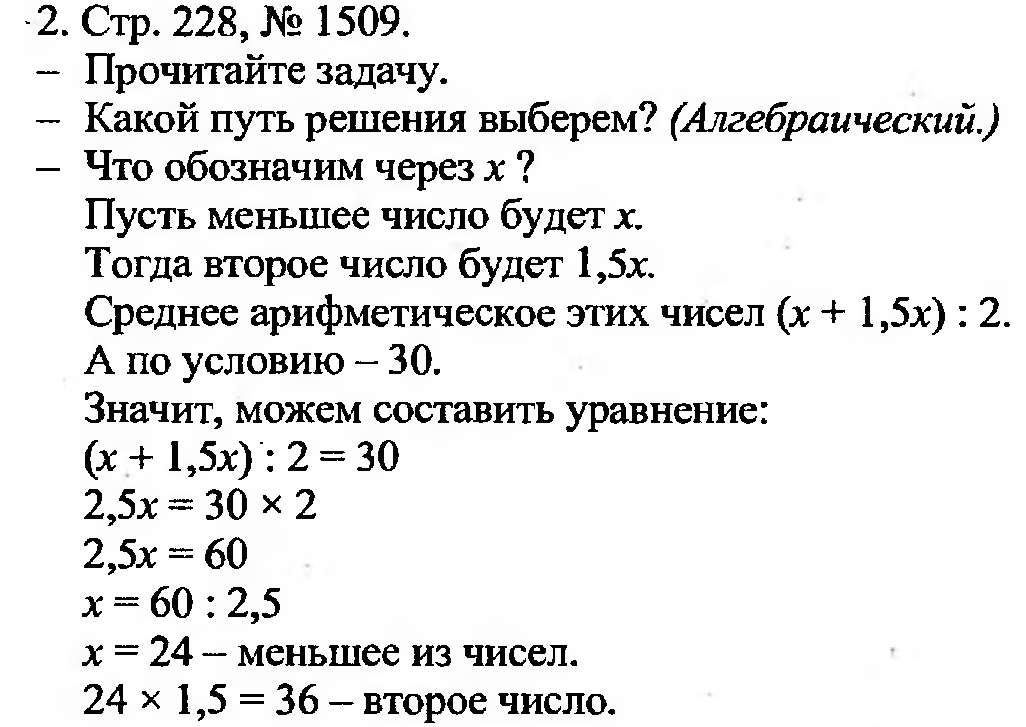 2. Стр. 228, № 1509.
– Прочитайте задачу.
– Какой путь решения выберем? (Алгебраический.)
– Что обозначим через x ?
Пусть меньшее число будет x.
Тогда второе число будет 1,5x.
Среднее арифметическое этих чисел (x + 1,5x) : 2.
А по условию – 30.
Значит, можем составить уравнение:
(x + 1,5x) : 2 = 30
2,5x = 30 × 2
2,5x = 60
x = 60 : 2,5
x = 24 – меньшее из чисел.
24 × 1,5 = 36 – второе число.